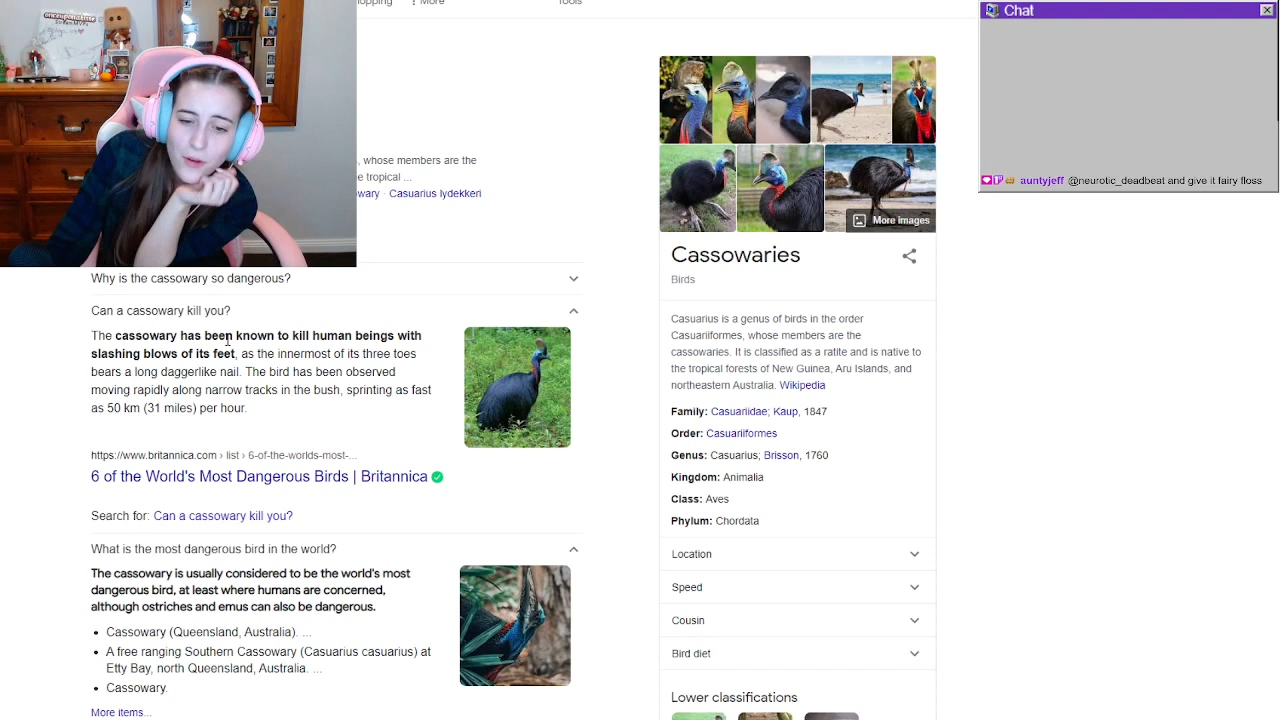 onceuponalissa
Stream MVPs
opping
More
Tools
, whose members are the
e tropical ...
wary · Casuarius lydekkeri
Why is the cassowary so dangerous?
Can a cassowary kill you?
The cassowary has been known to kill human beings with
slashing blows of its feet, as the innermost of its three toes
bears a long daggerlike nail. The bird has been observed
moving rapidly along narrow tracks in the bush, sprinting as fast
as 50 km (31 miles) per hour.
https://www.britannica.com › list › 6-of-the-worlds-most-...
6 of the World's Most Dangerous Birds | Britannica
Search for: Can a cassowary kill you?
What is the most dangerous bird in the world?
The cassowary is usually considered to be the world's most
dangerous bird, at least where humans are concerned,
although ostriches and emus can also be dangerous.
• Cassowary (Queensland, Australia). ...
• A free ranging Southern Cassowary (Casuarius casuarius) at
Etty Bay, north Queensland, Australia. ...
• Cassowary.
More items...
More images
Cassowaries
Birds
Casuarius is a genus of birds in the order
Casuariiformes, whose members are the
cassowaries. It is classified as a ratite and is native to
the tropical forests of New Guinea, Aru Islands, and
northeastern Australia. Wikipedia
Family: Casuariidae; Kaup, 1847
Order: Casuariiformes
Genus: Casuarius; Brisson, 1760
Kingdom: Animalia
Class: Aves
Phylum: Chordata
Location
Speed
Cousin
Bird diet
Lower classifications
Chat
auntyjeff @neurotic_deadbeat and give it fairy floss